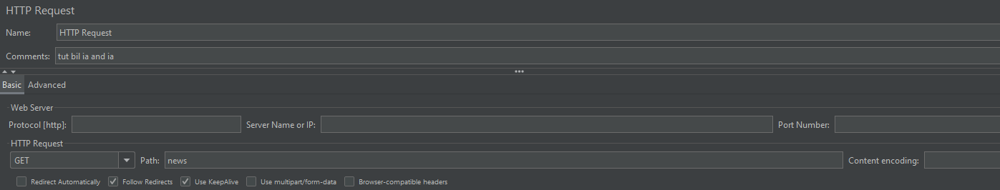 HTTP Request
Name: HTTP Request
Comments: tut bil ia and ia
Basic Advanced
Web Server
Protocol [http]: Server Name or IP: Port Number:
HTTP Request
GET Path: news Content encoding:
Redirect Automatically Follow Redirects Use KeepAlive Use multipart/form-data Browser-compatible headers